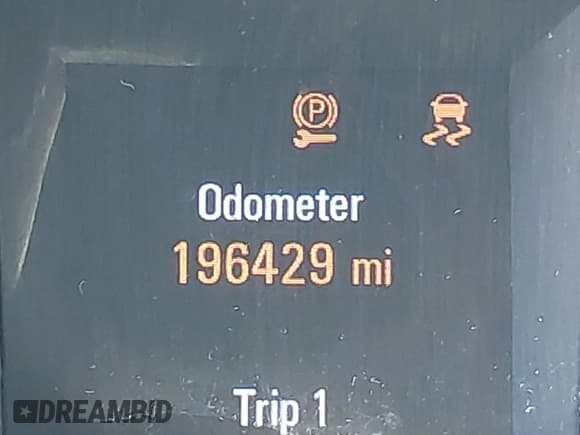 P
Odometer
196429 mi
Trip 1
DREAMBID